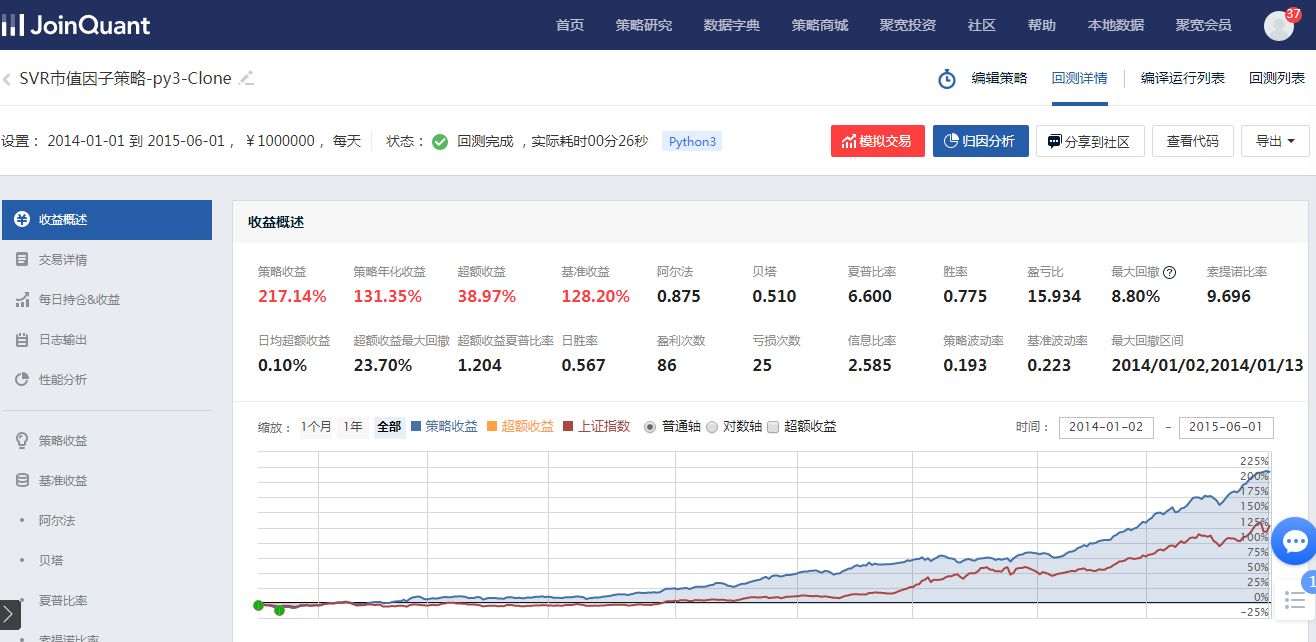 JoinQuant 首页 策略研究 数据字典 策略商城 聚宽投资 社区 帮助 本地数据 聚宽会员 37
SVR市值因子策略-py3-Clone 编辑策略 回测详情 编译运行列表 回测列表
设置： 2014-01-01 到 2015-06-01， ￥1000000， 每天 状态： 回测完成 ，实际耗时00分26秒 Python3 模拟交易 归因分析 分享到社区 查看代码 导出
收益概述
交易详情
每日持仓&收益
日志输出
性能分析
策略收益
基准收益
阿尔法
贝塔
夏普比率
索提诺比率
收益概述
策略收益 策略年化收益 超额收益 基准收益 阿尔法 贝塔 夏普比率 胜率 盈亏比 最大回撤 ? 索提诺比率
217.14% 131.35% 38.97% 128.20% 0.875 0.510 6.600 0.775 15.934 8.80% 9.696
日均超额收益 超额收益最大回撤 超额收益夏普比率 日胜率 盈利次数 亏损次数 信息比率 策略波动率 基准波动率 最大回撤区间
0.10% 23.70% 1.204 0.567 86 25 2.585 0.193 0.223 2014/01/02,2014/01/13
缩放： 1个月 1年 全部 策略收益 超额收益 上证指数 普通轴 对数轴 超额收益 时间： 2014-01-02 - 2015-06-01
225%
200%
175%
150%
125%
100%
75%
50%
25%
0%
-25%
1